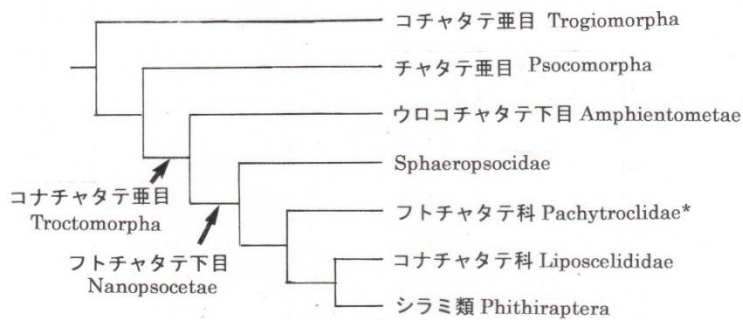 コチャタテ亜目 Trogiomorpha
チャタテ亜目 Psocomorpha
ウロコチャタテ下目 Amphientometae
Sphaeropsocidae
コナチャタテ亜目
Troctomorpha
フトチャタテ科 Pachytroclidae*
フトチャタテ下目
Nanopsocetae
コナチャタテ科 Liposcelididae
シラミ類 Phithiraptera